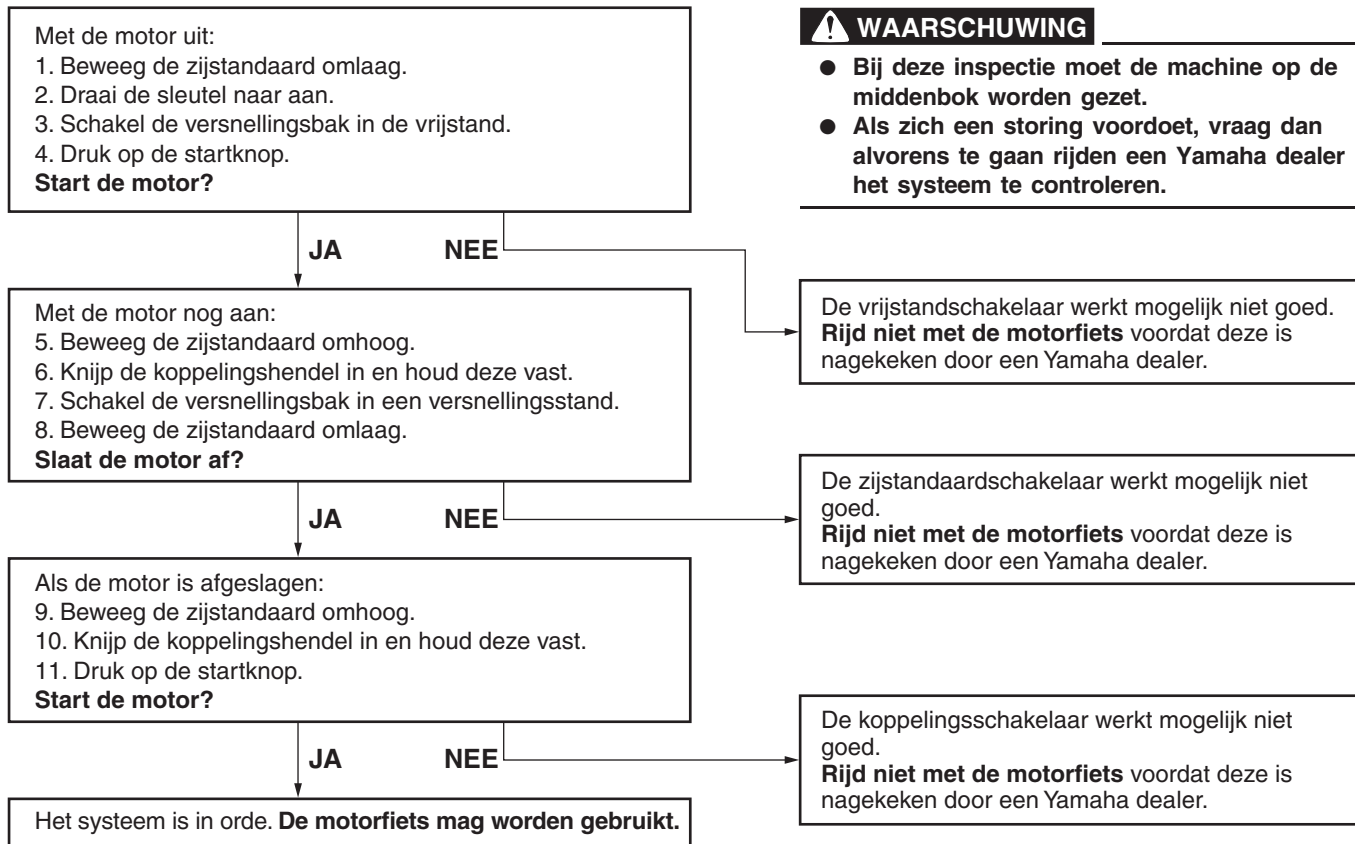 Met de motor uit:
1. Beweeg de zijstandaard omlaag.
2. Draai de sleutel naar aan.
3. Schakel de versnellingsbak in de vrijstand.
4. Druk op de startknop.
Start de motor?
WAARSCHUWING
● Bij deze inspectie moet de machine op de
middenbok worden gezet.
● Als zich een storing voordoet, vraag dan
alvorens te gaan rijden een Yamaha dealer
het systeem te controleren.
JA NEE
Met de motor nog aan:
5. Beweeg de zijstandaard omhoog.
6. Knijp de koppelingshendel in en houd deze vast.
7. Schakel de versnellingsbak in een versnellingsstand.
8. Beweeg de zijstandaard omlaag.
Slaat de motor af?
De vrijstandschakelaar werkt mogelijk niet goed.
Rijd niet met de motorfiets voordat deze is
nagekeken door een Yamaha dealer.
JA NEE
De zijstandaardschakelaar werkt mogelijk niet
goed.
Rijd niet met de motorfiets voordat deze is
nagekeken door een Yamaha dealer.
Als de motor is afgeslagen:
9. Beweeg de zijstandaard omhoog.
10. Knijp de koppelingshendel in en houd deze vast.
11. Druk op de startknop.
Start de motor?
JA NEE
De koppelingsschakelaar werkt mogelijk niet
goed.
Rijd niet met de motorfiets voordat deze is
nagekeken door een Yamaha dealer.
Het systeem is in orde. De motorfiets mag worden gebruikt.